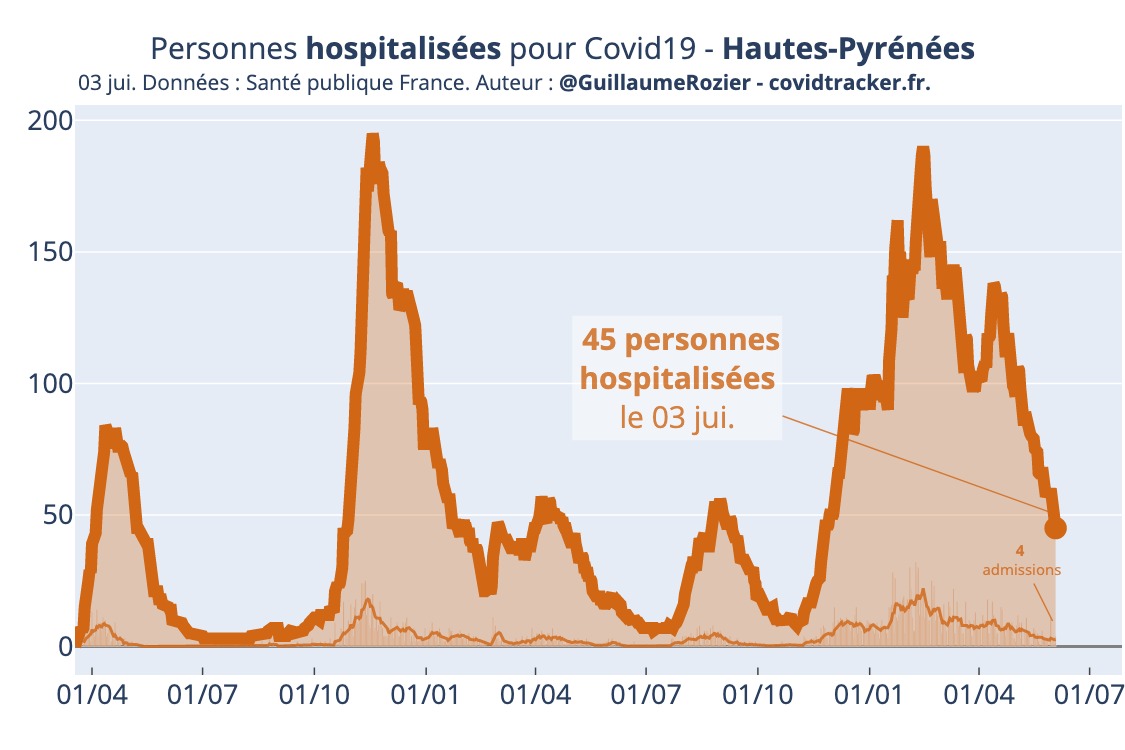 Personnes hospitalisées pour Covid19 - Hautes-Pyrénées
03 jui. Données : Santé publique France. Auteur : @GuillaumeRozier - covidtracker.fr.
200
150
100
50
0
45 personnes
hospitalisées
le 03 jui.
4
admissions
01/04 01/07 01/10 01/01 01/04 01/07 01/10 01/01 01/04 01/07